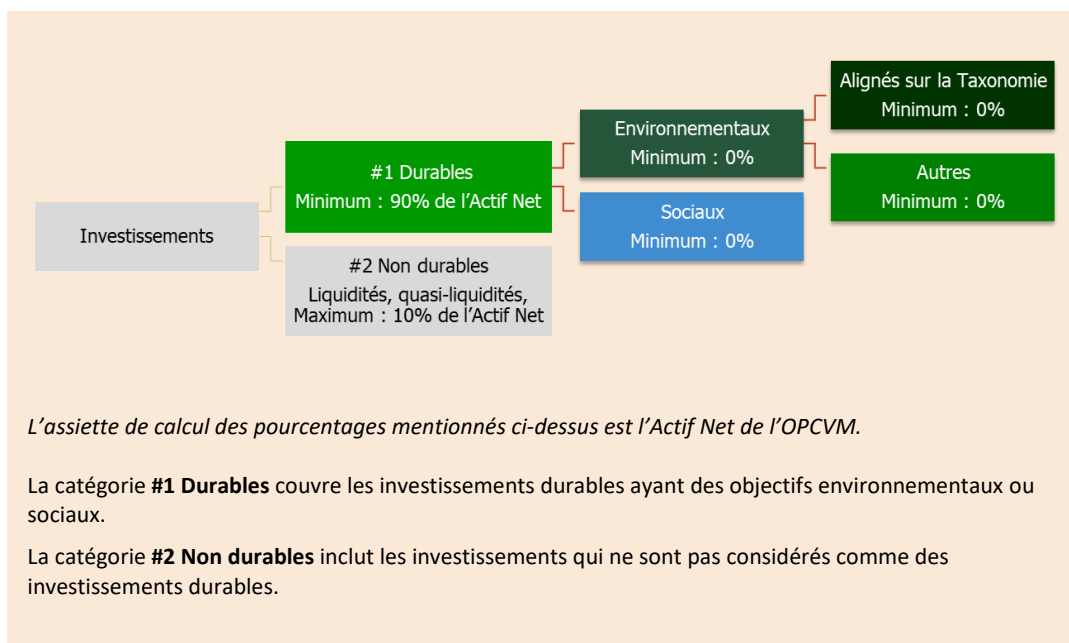 Investissements
#1 Durables
Minimum : 90% de l’Actif Net
#2 Non durables
Liquidités, quasi-liquidités,
Maximum : 10% de l’Actif Net
Environnementaux
Minimum : 0%
Sociaux
Minimum : 0%
Alignés sur la Taxonomie
Minimum : 0%
Autres
Minimum : 0%
L’assiette de calcul des pourcentages mentionnés ci-dessus est l’Actif Net de l’OPCVM.
La catégorie #1 Durables couvre les investissements durables ayant des objectifs environnementaux ou
sociaux.
La catégorie #2 Non durables inclut les investissements qui ne sont pas considérés comme des
investissements durables.